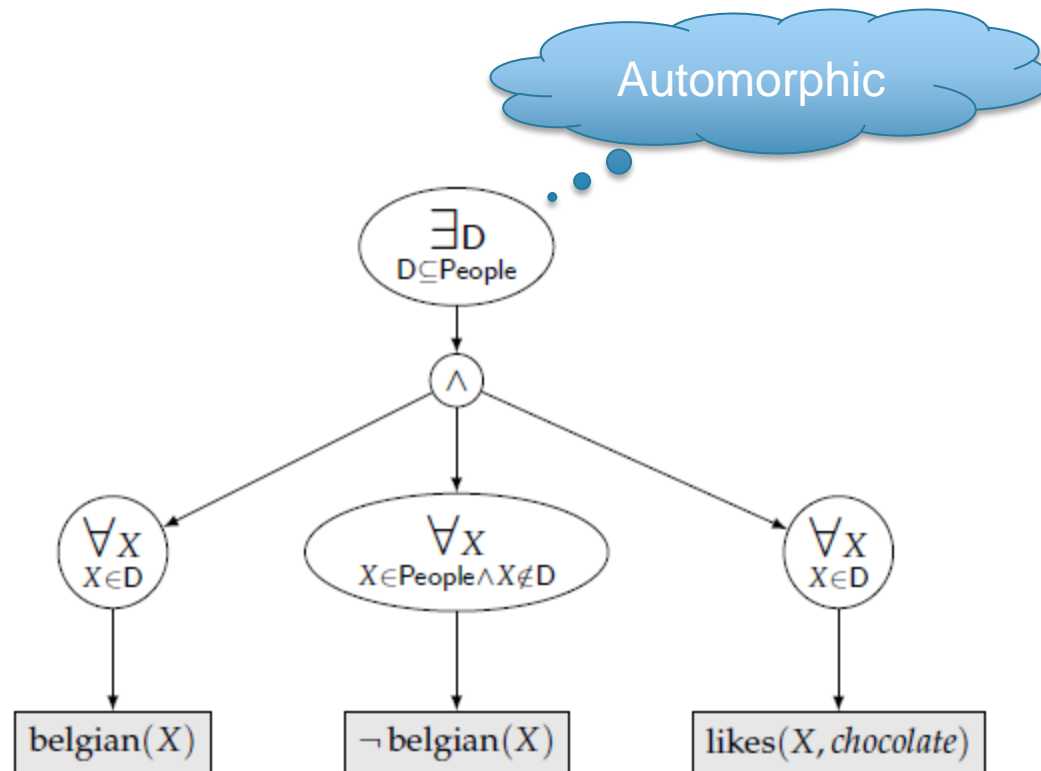 Automorphic
∃D
D⊆People
∧
∀X
X∈D
∀X
X∈People∧X∉D
∀X
X∈D
belgian(X)
¬ belgian(X)
likes(X, chocolate)